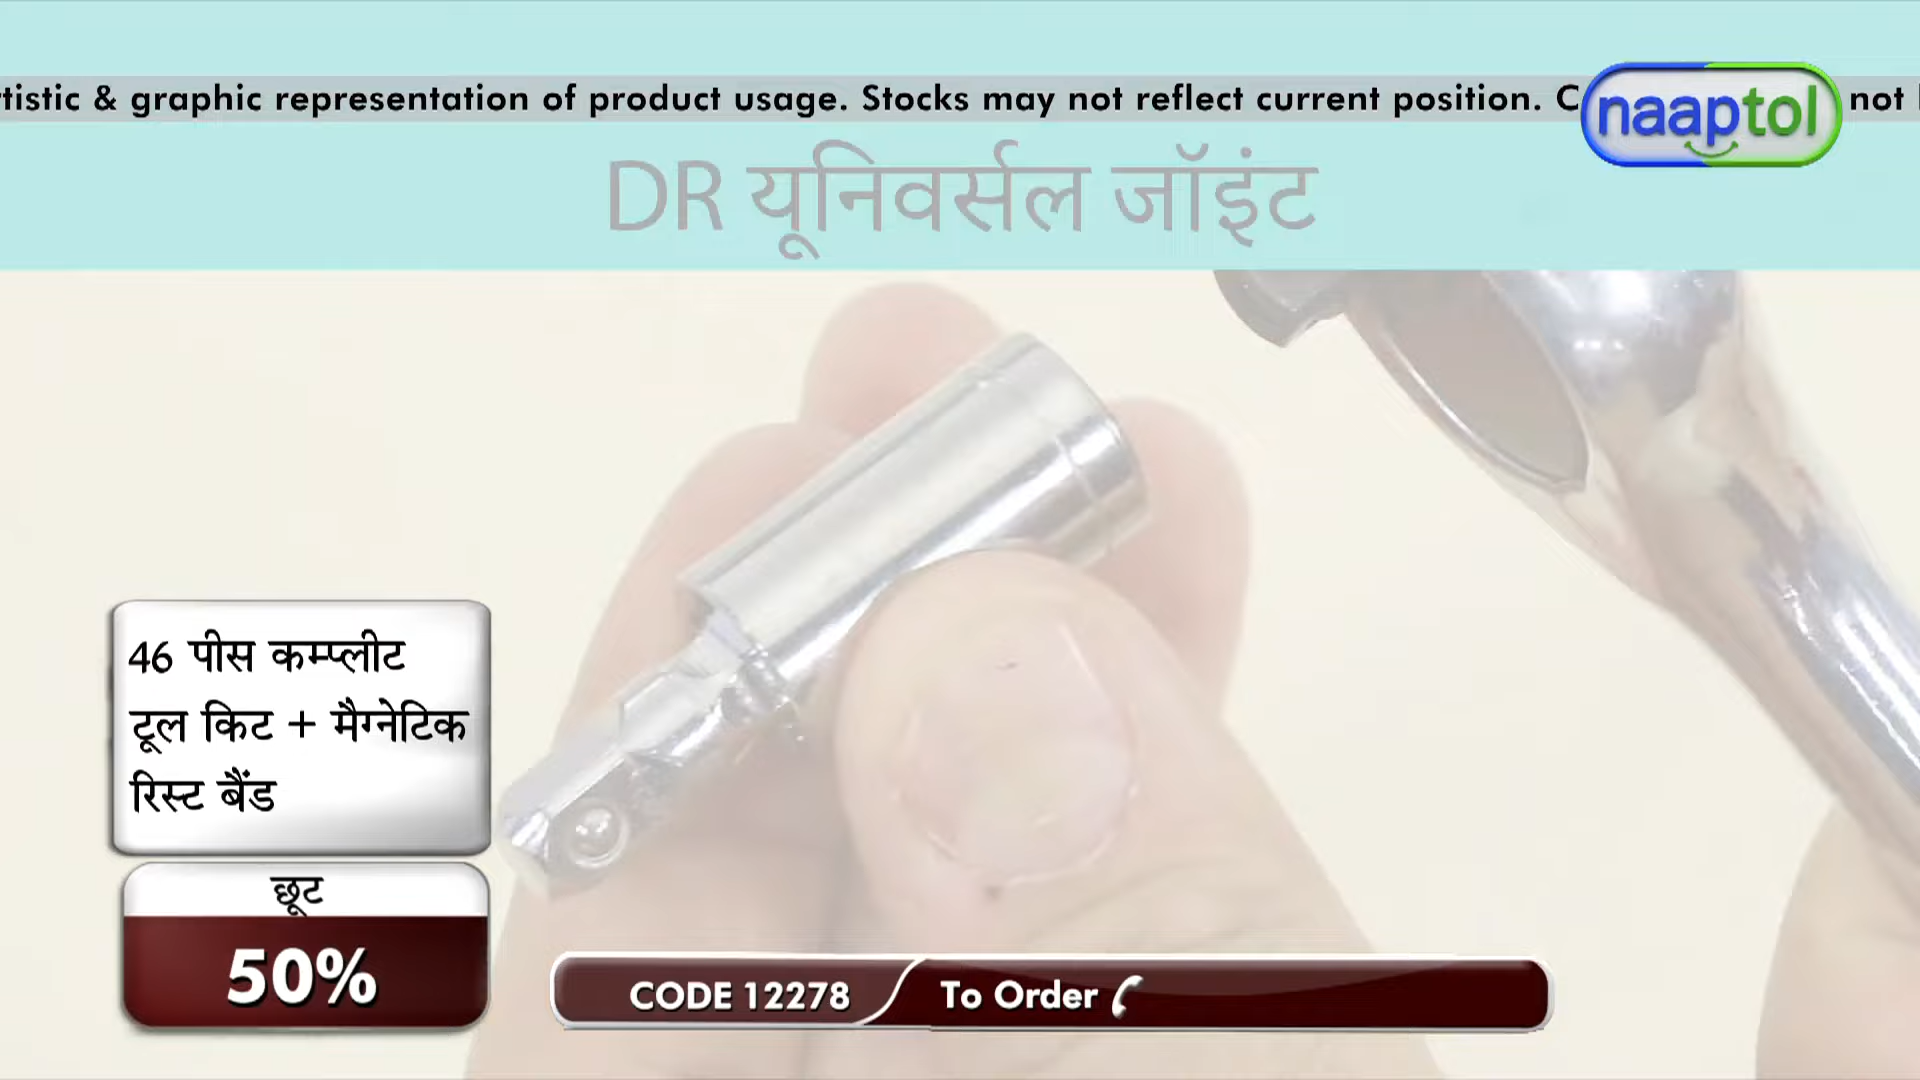 & graphic representation of product usage. Stocks may not reflect current position.
not
naaptol
DR यूनिवर्सल जॉइंट
46 पीस कम्प्लीट
टूल किट + मैग्नेटिक
रिस्ट बैंड
छूट
50%
CODE 12278
To Order